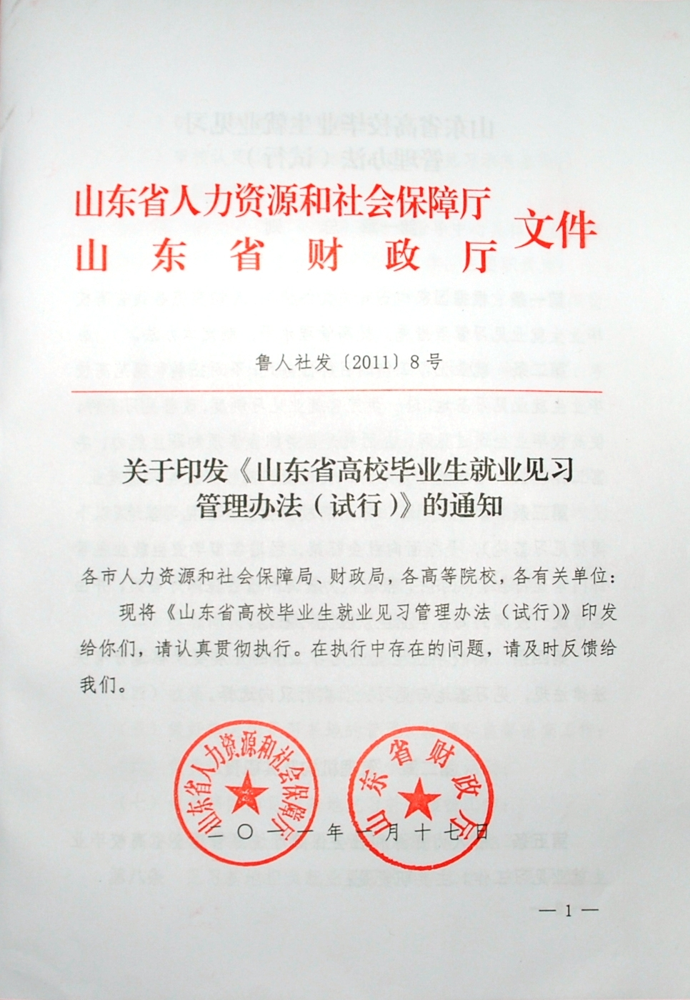 山东省人力资源和社会保障厅
山东省财政厅
文件
鲁人社发〔2011〕8号
关于印发《山东省高校毕业生就业见习
管理办法（试行）》的通知
各市人力资源和社会保障局、财政局，各高等院校，各有关单位：
现将《山东省高校毕业生就业见习管理办法（试行）》印发
给你们，请认真贯彻执行。在执行中存在的问题，请及时反馈给
我们。
山东省人力资源和社会保障厅
山东省财政厅
二〇一一年一月十七日
— 1 —